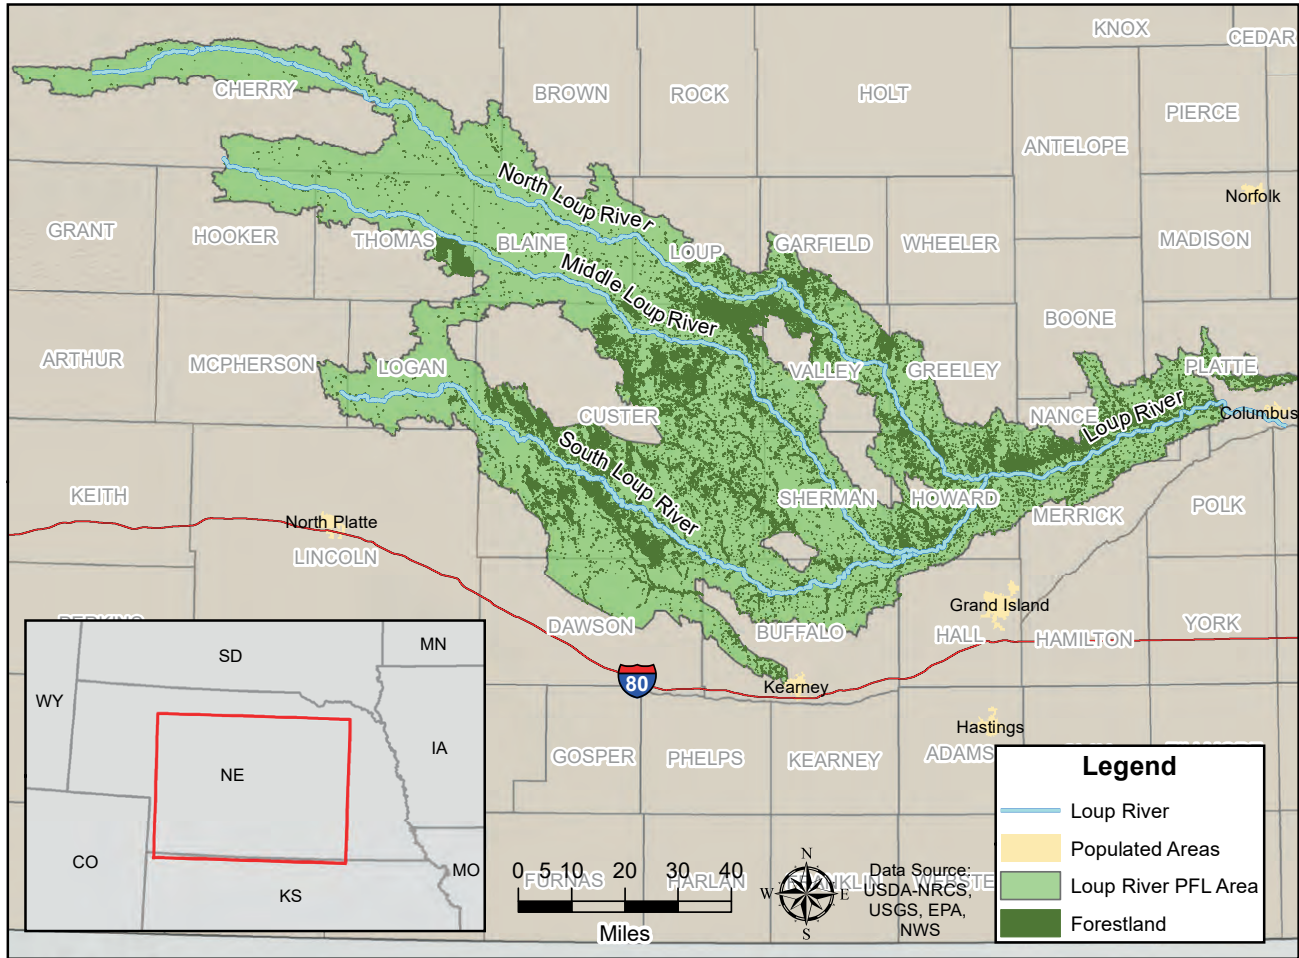 KNOX
CEDAR
CHERRY
BROWN
ROCK
HOLT
PIERCE
ANTELOPE
North Loup River
Norfolk
GRANT
HOOKER
THOMAS
BLAINE
LOUP
GARFIELD
WHEELER
MADISON
Middle Loup River
BOONE
ARTHUR
MCPHERSON
LOGAN
VALLEY
GREELEY
PLATTE
CUSTER
NANCE
Loup River
Columbus
South Loup River
KEITH
SHERMAN
HOWARD
MERRICK
POLK
North Platte
LINCOLN
Grand Island
DAWSON
BUFFALO
HALL
HAMILTON
YORK
80
Kearney
Hastings
GOSPER
PHELPS
KEARNEY
ADAMS
SD
MN
WY
IA
NE
CO
MO
KS
Legend
Loup River
Populated Areas
Loup River PFL Area
Forestland
0 5 10 20 30 40
FURNAS
HARLAN
FRANKLIN
Miles
N
W E
S
Data Source:
USDA-NRCS,
USGS, EPA,
NWS